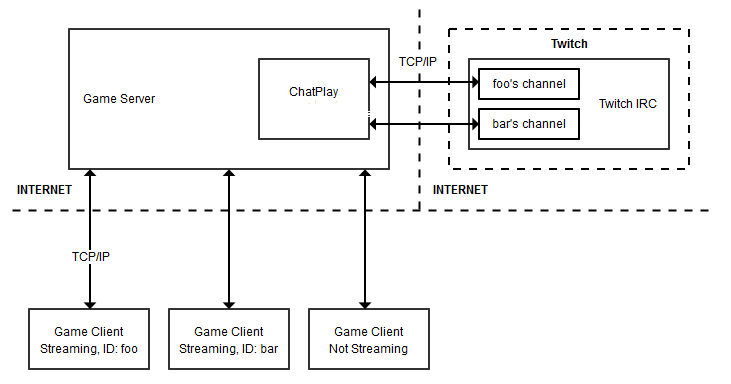 Twitch
TCP/IP
ChatPlay
foo's channel
Game Server
Twitch IRC
bar's channel
INTERNET
INTERNET
TCP/IP
Game Client
Streaming, ID: foo
Game Client
Streaming, ID: bar
Game Client
Not Streaming